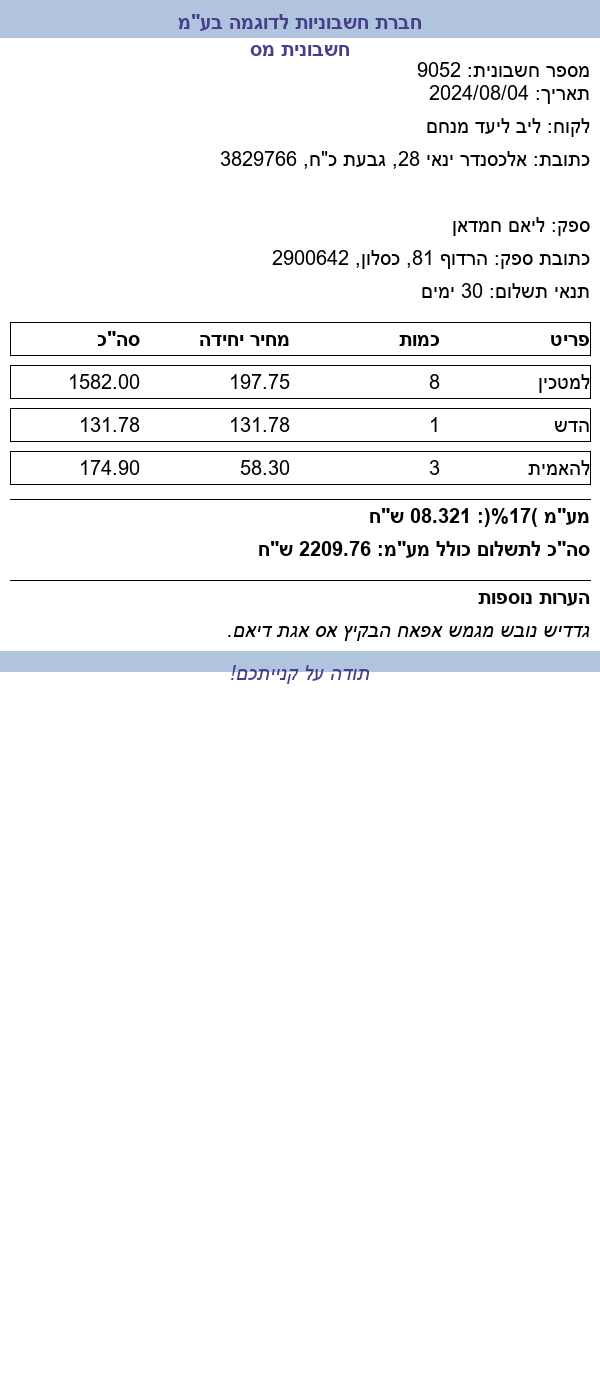 חברת חשבוניות לדוגמה בע"מ
חשבונית מס
מספר חשבונית: 9052
תאריך: 2024/08/04
לקוח: ליב ליעד מנחם
כתובת: אלכסנדר ינאי 28, גבעת כ"ח, 3829766
ספק: ליאם חמדאן
כתובת ספק: הרדוף 81, כסלון, 2900642
תנאי תשלום: 30 ימים
פריט כמות מחיר יחידה סה"כ
למטכין 8 197.75 1582.00
הדש 1 131.78 131.78
להאמית 3 58.30 174.90
מע"מ )17%(: 08.321 ש"ח
סה"כ לתשלום כולל מע"מ: 2209.76 ש"ח
הערות נוספות
גדדיש נובש מגמש אפאח הבקיץ אס אגת דיאם.
תודה על קנייתכם!